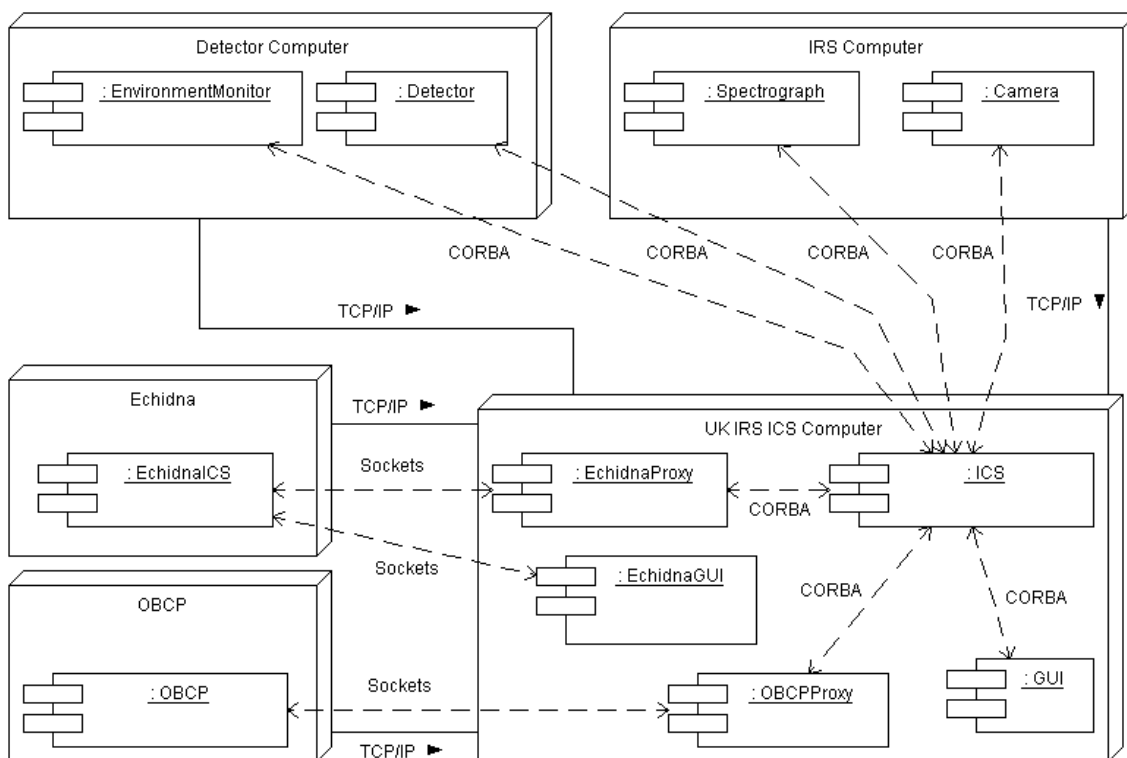 Detector Computer
IRS Computer
: EnvironmentMonitor
: Detector
: Spectrograph
: Camera
CORBA
CORBA
CORBA
CORBA
TCP/IP
TCP/IP
Echidna
TCP/IP
UK IRS ICS Computer
: EchidnaICS
Sockets
: EchidnaProxy
: ICS
CORBA
Sockets
: EchidnaGUI
OBCP
CORBA
CORBA
: OBCP
Sockets
: OBCPProxy
: GUI
TCP/IP